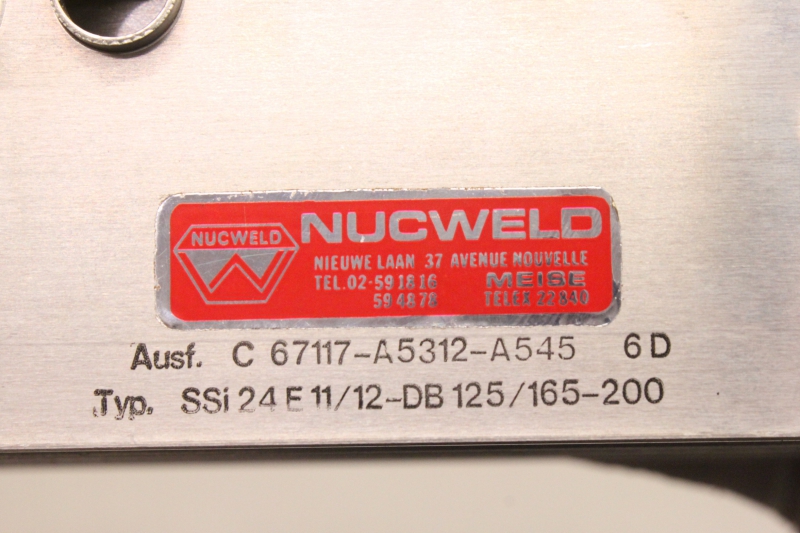 NUCWELD
NUCWELD
NIEUWE LAAN 37 AVENUE NOUVELLE
TEL.02-591816 MEISE
594878 TELEX 22840
Ausf. C 67117-A5312-A545 6D
Typ. SSi 24 E 11/12-DB 125/165-200